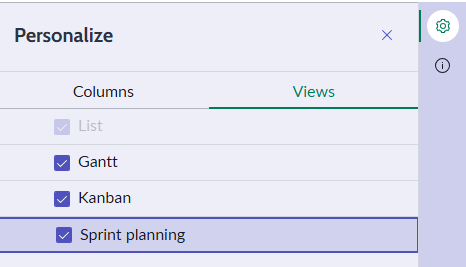 Personalize
Columns Views
List
Gantt
Kanban
Sprint planning